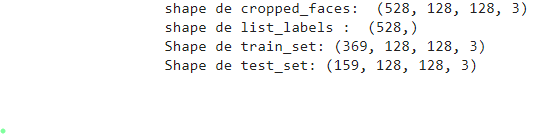 shape de cropped_faces:  (528, 128, 128, 3)
shape de list_labels :  (528,)
Shape de train_set: (369, 128, 128, 3)
Shape de test_set: (159, 128, 128, 3)